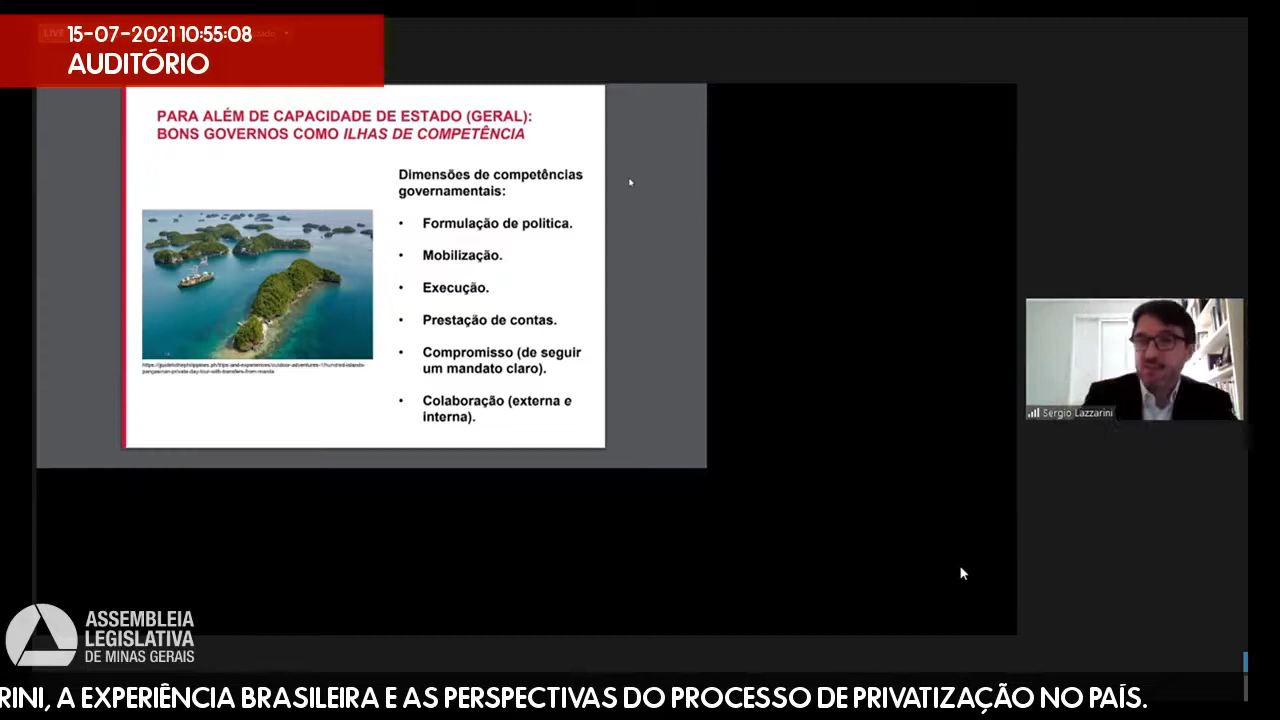 LIVE
15-07-2021 10:55:08
AUDITÓRIO
PARA ALÉM DE CAPACIDADE DE ESTADO (GERAL):
BONS GOVERNOS COMO ILHAS DE COMPETÊNCIA
Dimensões de competências
governamentais:
• Formulação de politica.
• Mobilização.
• Execução.
• Prestação de contas.
• Compromisso (de seguir
um mandato claro).
• Colaboração (externa e
interna).
Sergio Lazzarini
ASSEMBLEIA
LEGISLATIVA
DE MINAS GERAIS
RINI, A EXPERIÊNCIA BRASILEIRA E AS PERSPECTIVAS DO PROCESSO DE PRIVATIZAÇÃO NO PAÍS.